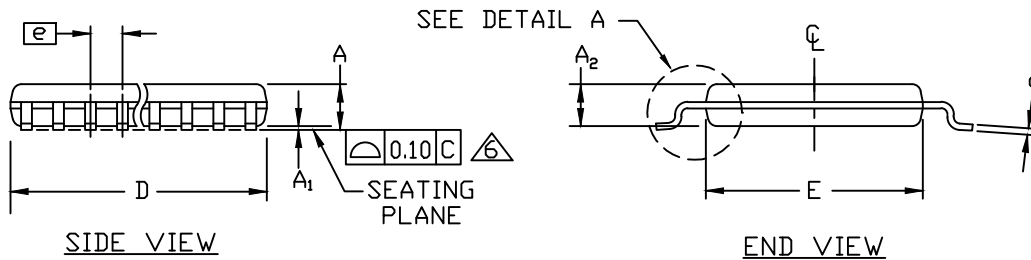 SEE DETAIL A
e
A
A₂
℄
0.10 C 6
A₁
SEATING
PLANE
D
E
SIDE VIEW
END VIEW